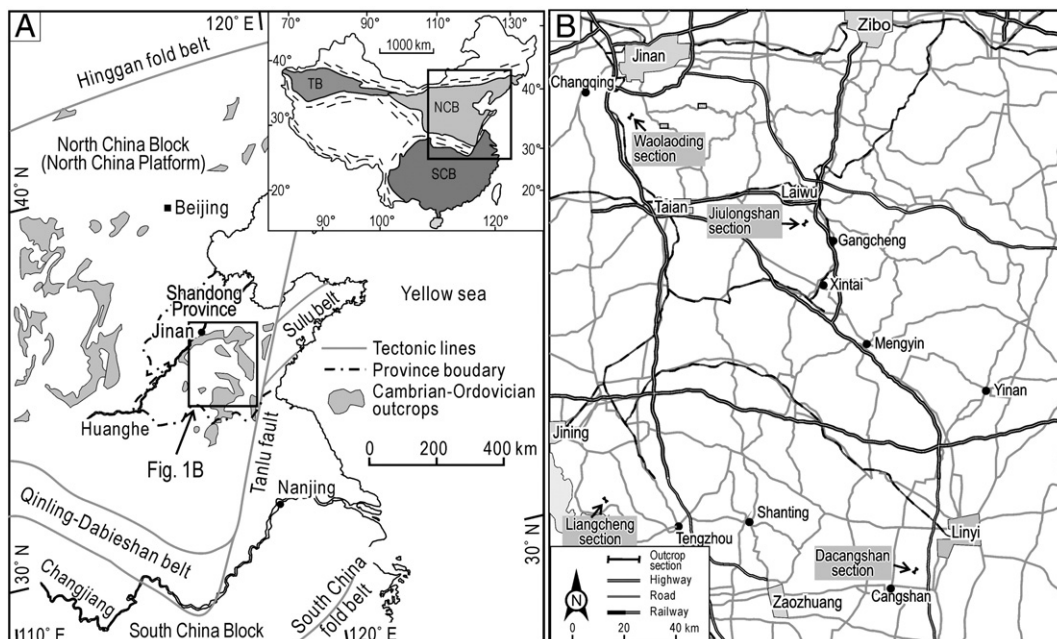 A
120° E
Hinggan fold belt
North China Block
(North China Platform)
40° N
Beijing
Shandong
Province
Jinan
Huanghe
Fig. 1B
Sulu belt
Yellow sea
Tanlu fault
Tectonic lines
Province boudary
Cambrian-Ordovician
outcrops
0 200 400 km
Nanjing
Qinling-Dabieshan belt
30° N
30° N
Changjiang
110° E
South China Block
South China
fold belt
120° E
70° 90° 110° 130°
1000 km
40° 40°
TB
NCB
30° 30°
SCB
20° 20°
90° 100° 120°
B
Zibo
Jinan
Changqing
Waolaoding
section
Laiwu
Taian
Jiulongshan
section
Gangcheng
Xintai
Mengyin
Yinan
Jining
Liangcheng
section
Tengzhou
Shanting
Linyi
Dacangshan
section
Cangshan
Zaozhuang
Outcrop
section
Highway
Road
Railway
N
0 20 40 km